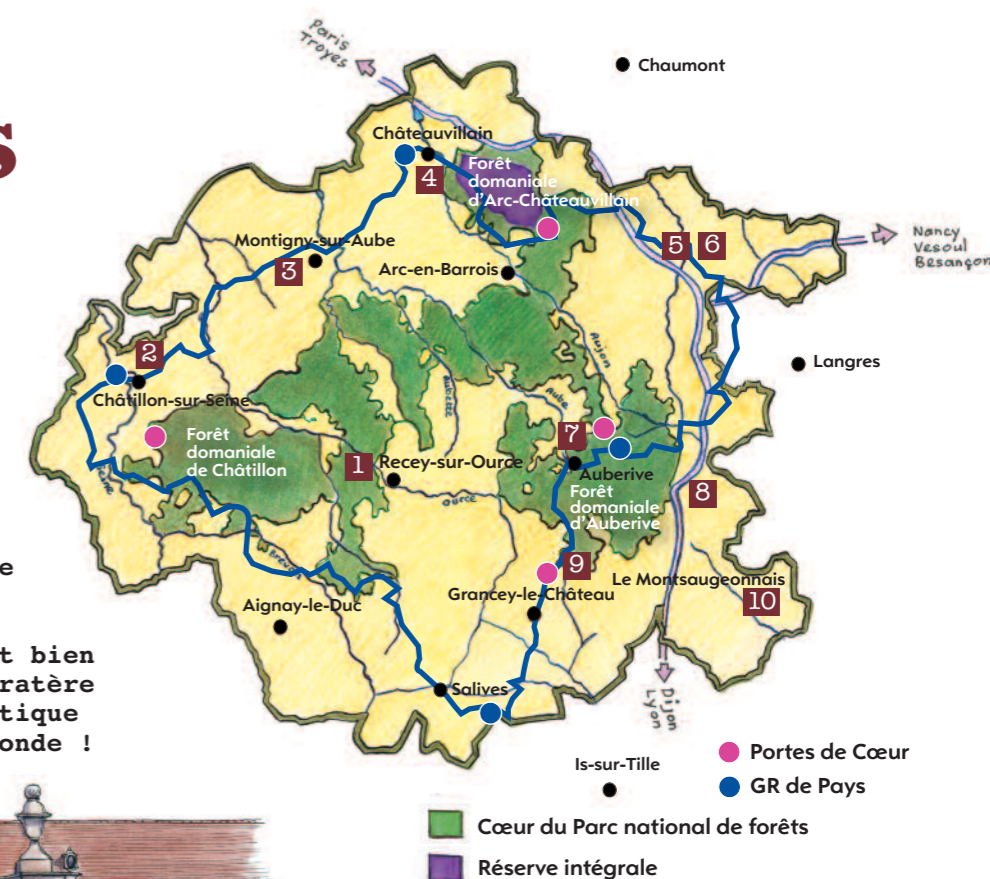 S
Paris
Troyes
Chaumont
Châteauvillain
4
Forêt
domaniale
d'Arc-Châteauvillain
Nancy
Vesoul
Besançon
5 6
Montigny-sur-Aube
3
Arc-en-Barrois
Aujon
Langres
2
Châtillon-sur-Seine
Aubette
Aube
Forêt
domaniale
de Châtillon
7
1
Recey-sur-Ource
Auberive
Seine
Ource
Forêt
domaniale
d'Auberive
8
Brevon
9
e
Le Montsaugeonnais
Grancey-le-Château
10
Aignay-le-Duc
t bien
ratère
tique
onde !
Salives
Dijon
Lyon
Is-sur-Tille
Portes de Cœur
GR de Pays
Cœur du Parc national de forêts
Réserve intégrale